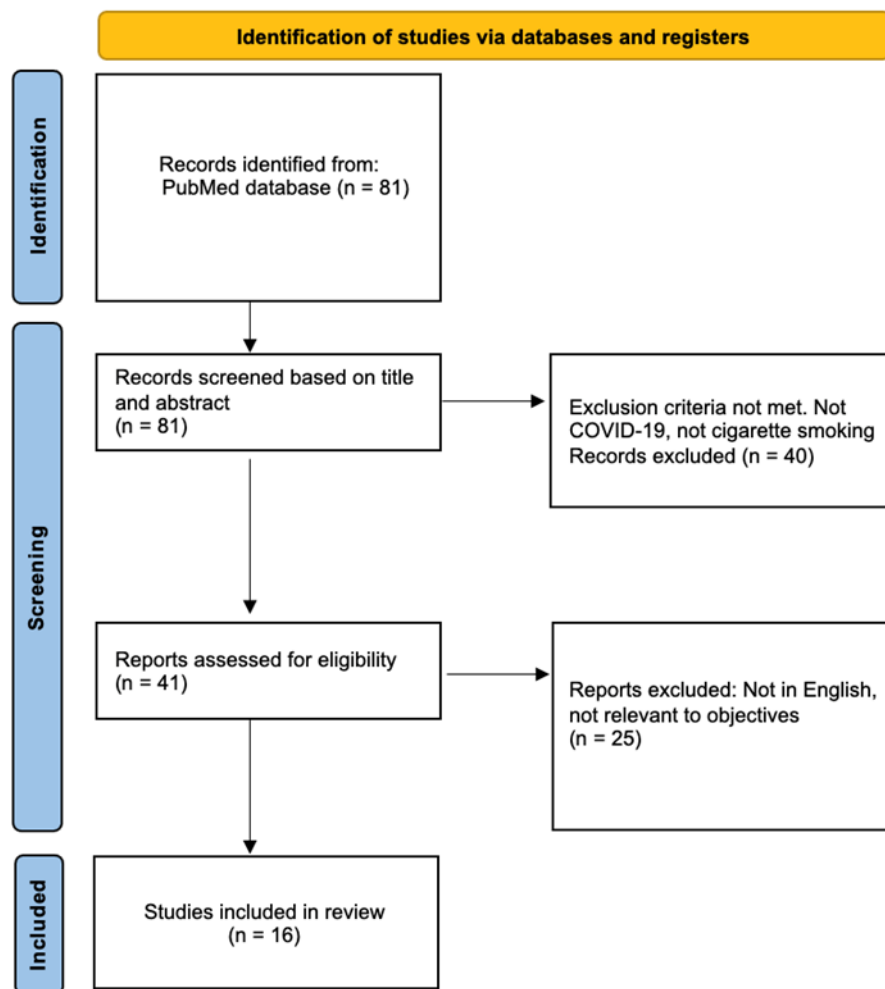 Identification of studies via databases and registers
Identification
Records identified from:
PubMed database (n = 81)
Screening
Records screened based on title
and abstract
(n = 81)
Exclusion criteria not met. Not
COVID-19, not cigarette smoking
Records excluded (n = 40)
Reports assessed for eligibility
(n = 41)
Reports excluded: Not in English,
not relevant to objectives
(n = 25)
Included
Studies included in review
(n = 16)